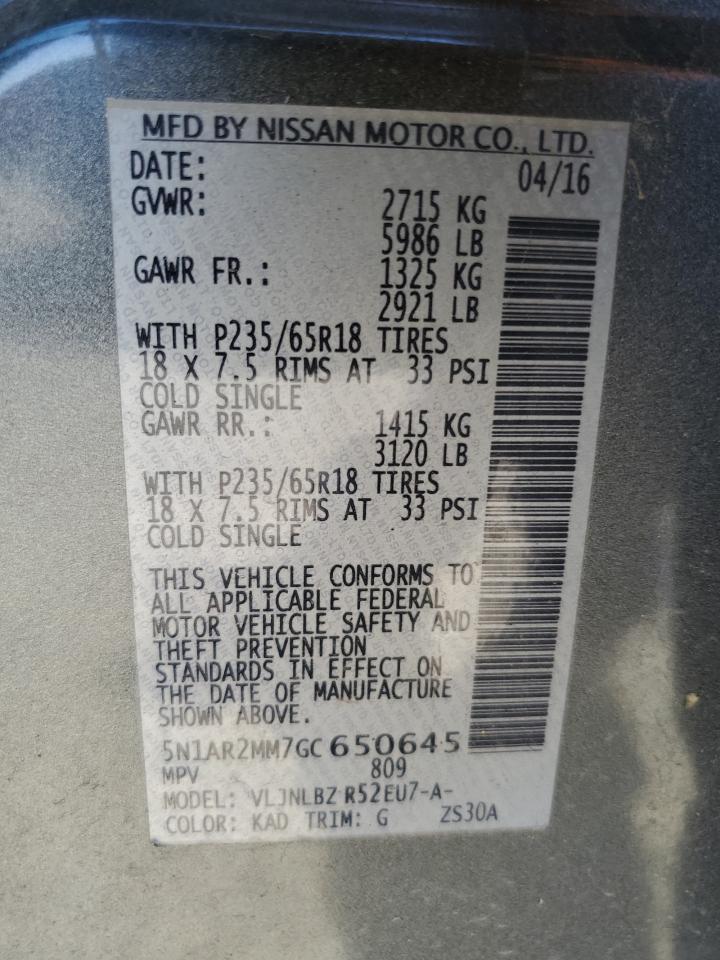 MFD BY NISSAN MOTOR CO., LTD.
DATE: 04/16
GVWR: 2715 KG
5986 LB
GAWR FR.: 1325 KG
2921 LB
WITH P235/65R18 TIRES
18 X 7.5 RIMS AT 33 PSI
COLD SINGLE
GAWR RR.: 1415 KG
3120 LB
WITH P235/65R18 TIRES
18 X 7.5 RIMS AT 33 PSI
COLD SINGLE
THIS VEHICLE CONFORMS TO
ALL APPLICABLE FEDERAL
MOTOR VEHICLE SAFETY AND
THEFT PREVENTION
STANDARDS IN EFFECT ON
THE DATE OF MANUFACTURE
SHOWN ABOVE.
5N1AR2MM7GC650645
MPV 809
MODEL: VLJNLBZ R52EU7-A-
COLOR: KAD TRIM: G ZS30A